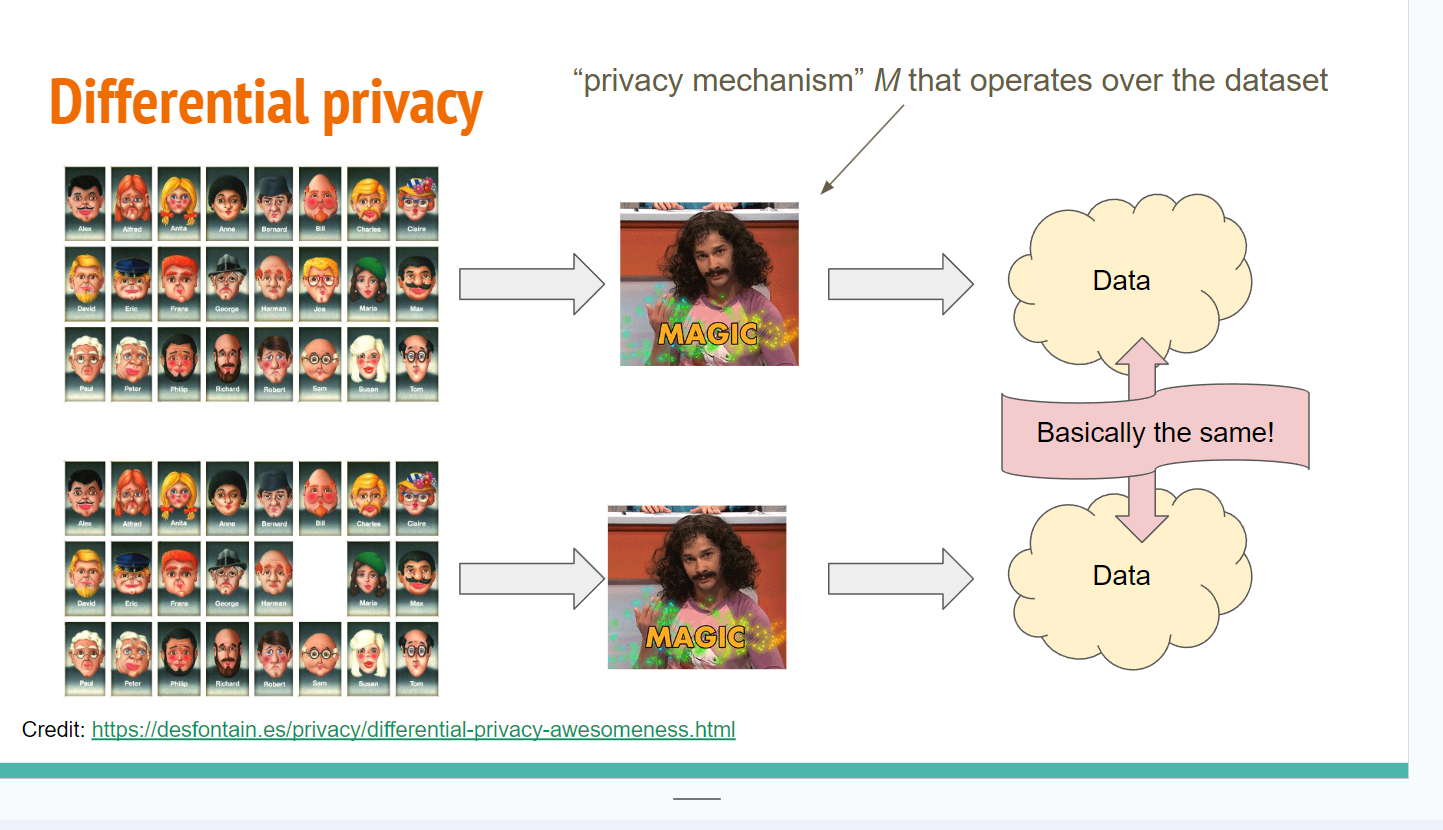 Differential privacy
“privacy mechanism” M that operates over the dataset
Alex Alfred Anita Anne Bernard Bill Charles Claire
David Eric Frans George Herman Joe Maria Max
Paul Peter Philip Richard Robert Sam Susan Tom
MAGIC
Data
Basically the same!
Alex Alfred Anita Anne Bernard Bill Charles Claire
David Eric Frans George Herman Maria Max
Paul Peter Philip Richard Robert Sam Susan Tom
MAGIC
Data
Credit: https://desfontain.es/privacy/differential-privacy-awesomeness.html